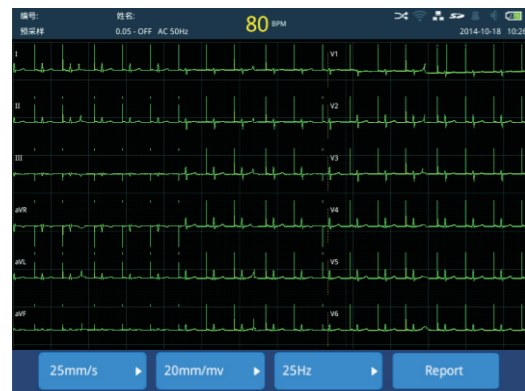 编号: 姓名: 80 BPM
预采样 0.05 - OFF AC 50Hz 2014-10-18 10:26
I V1
II V2
III V3
aVR V4
aVL V5
aVF V6
25mm/s 20mm/mv 25Hz Report